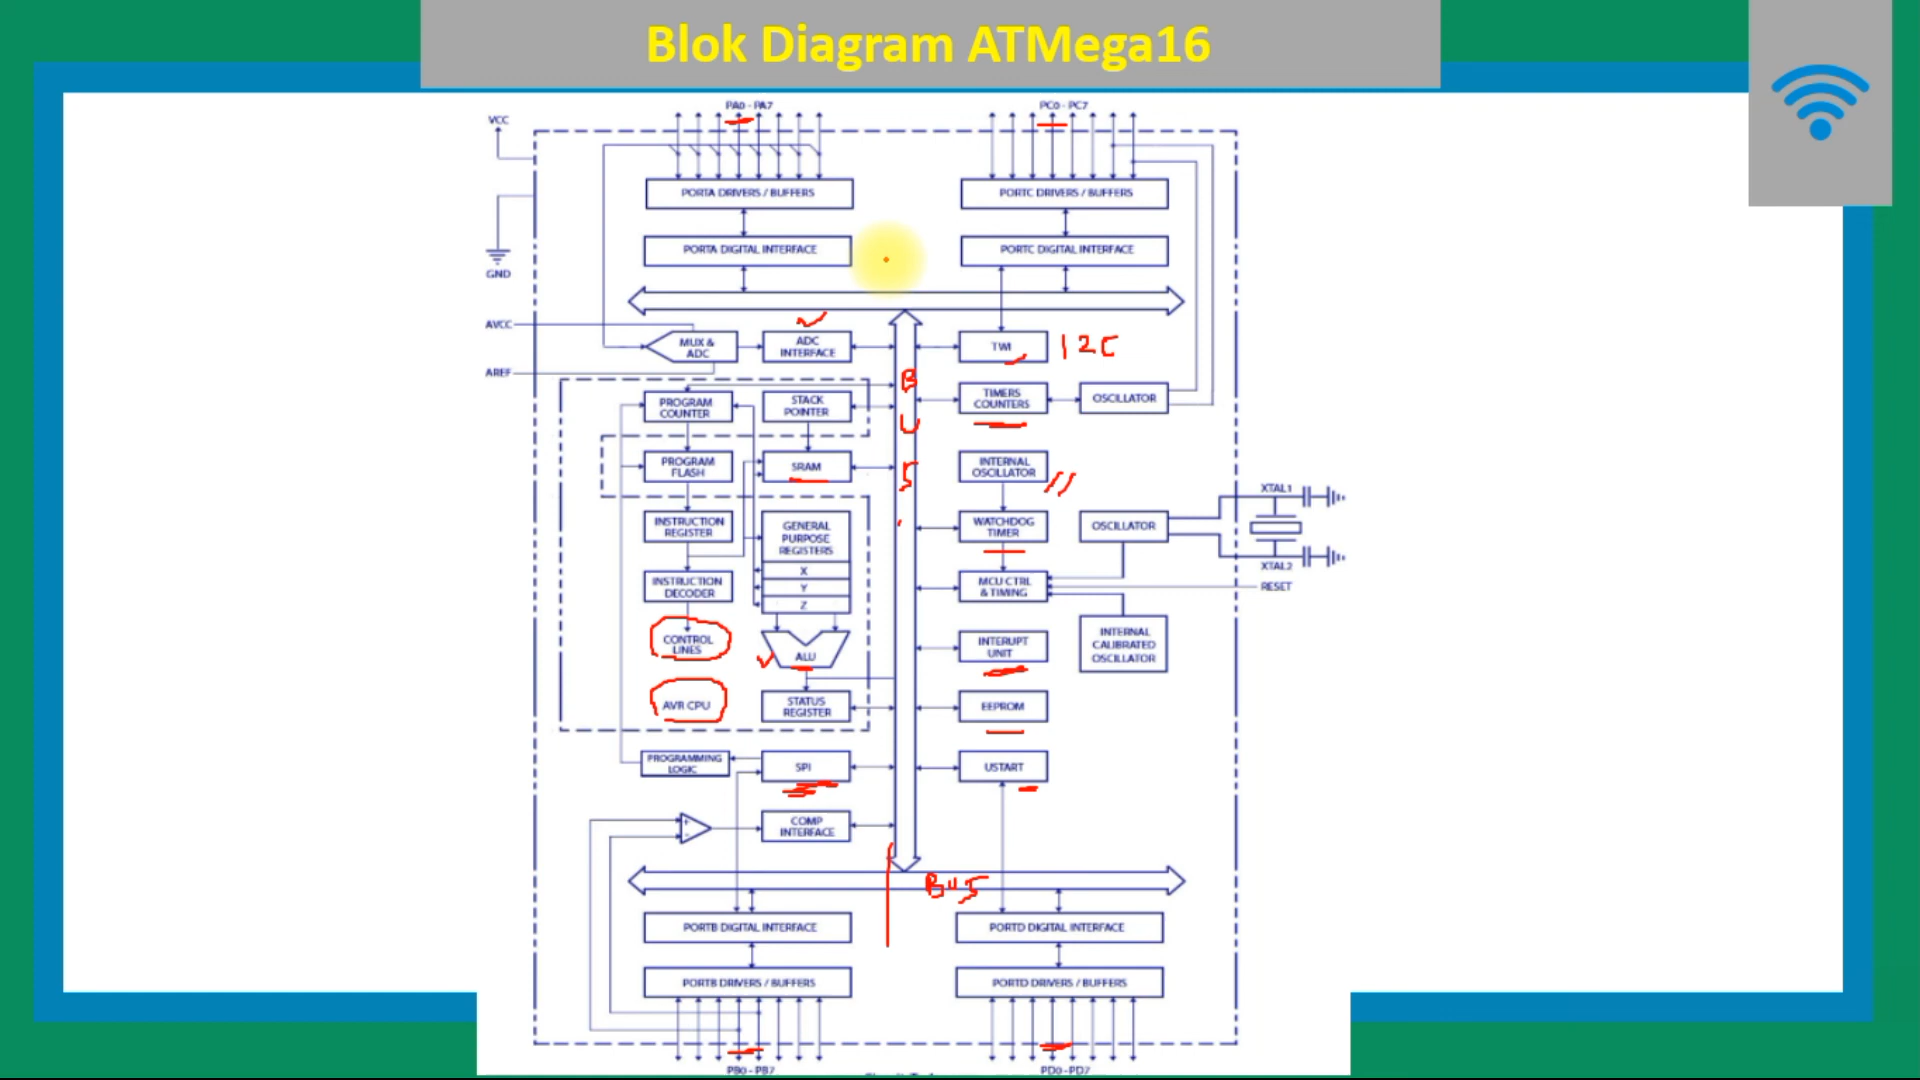 Blok Diagram ATMega16
PA0 - PA7
PC0 - PC7
VCC
PORTA DRIVERS / BUFFERS
PORTC DRIVERS / BUFFERS
PORTA DIGITAL INTERFACE
PORTC DIGITAL INTERFACE
GND
AVCC
MUX &
ADC
ADC
INTERFACE
TWI
I2C
AREF
BUS
PROGRAM
COUNTER
STACK
POINTER
TIMERS
COUNTERS
OSCILLATOR
PROGRAM
FLASH
SRAM
INTERNAL
OSCILLATOR
XTAL1
INSTRUCTION
REGISTER
GENERAL
PURPOSE
REGISTERS
X
Y
Z
WATCHDOG
TIMER
OSCILLATOR
XTAL2
INSTRUCTION
DECODER
MCU CTRL
& TIMING
RESET
CONTROL
LINES
ALU
INTERUPT
UNIT
INTERNAL
CALIBRATED
OSCILLATOR
AVR CPU
STATUS
REGISTER
EEPROM
PROGRAMMING
LOGIC
SPI
USTART
+
-
COMP
INTERFACE
BUS
PORTB DIGITAL INTERFACE
PORTD DIGITAL INTERFACE
PORTB DRIVERS / BUFFERS
PORTD DRIVERS / BUFFERS
PB0 - PB7
PD0 - PD7